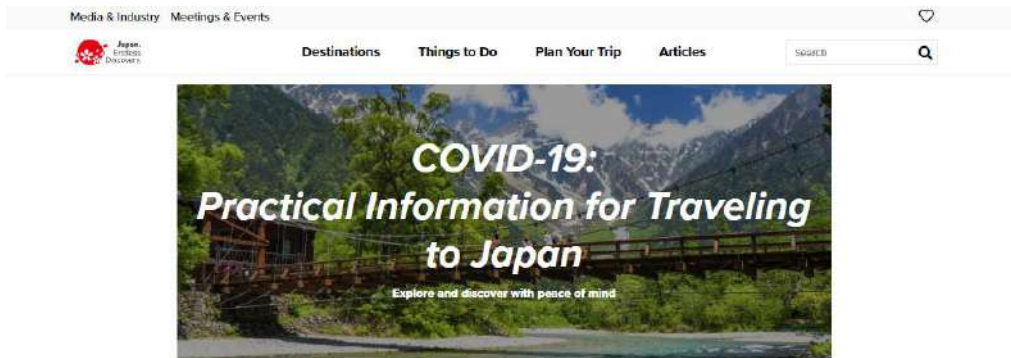 Media & Industry Meetings & Events
Japan.
Endless
Discovery.
Destinations Things to Do Plan Your Trip Articles Search
COVID-19:
Practical Information for Traveling
to Japan
Explore and discover with peace of mind